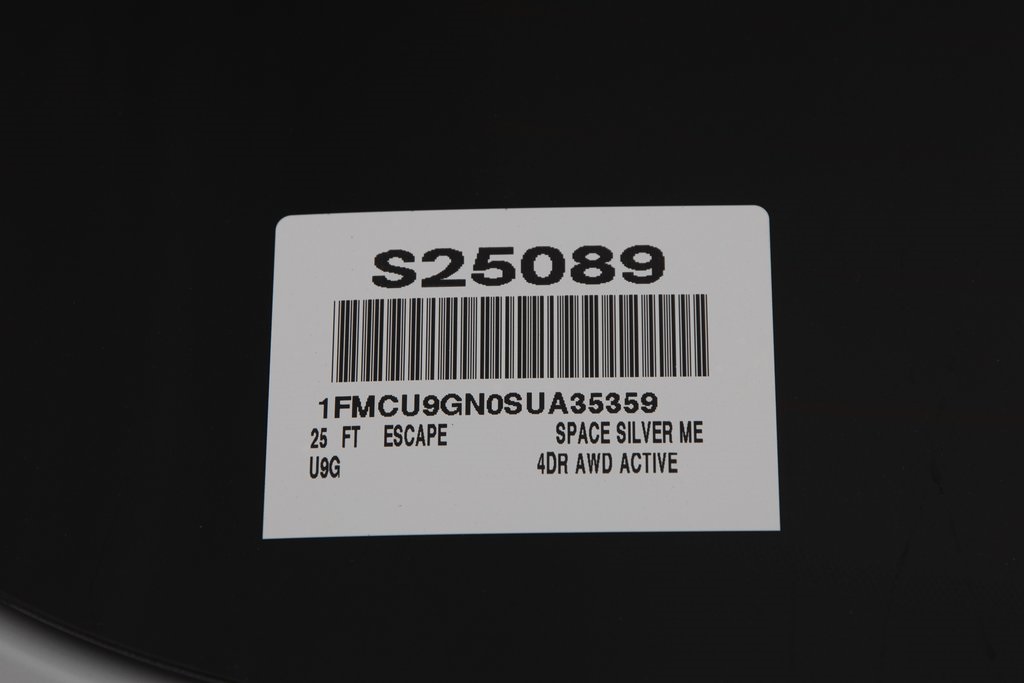 S25089
1FMCU9GN0SUA35359
25 FT ESCAPE SPACE SILVER ME
U9G 4DR AWD ACTIVE